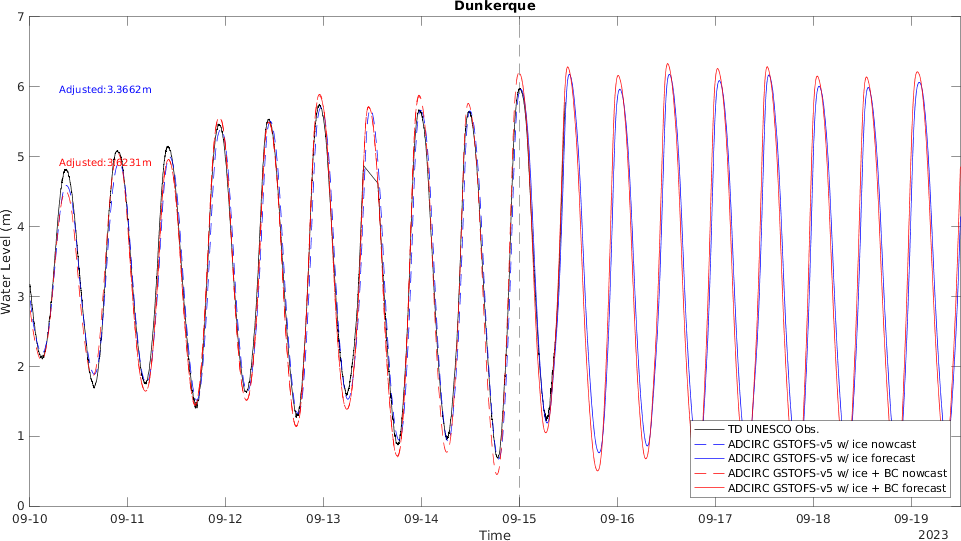 Dunkerque
7
6
5
4
3
2
1
0
Water Level (m)
Adjusted:3.3662m
Adjusted:3.6231m
TD UNESCO Obs.
ADCIRC GSTOFS-v5 w/ ice nowcast
ADCIRC GSTOFS-v5 w/ ice forecast
ADCIRC GSTOFS-v5 w/ ice + BC nowcast
ADCIRC GSTOFS-v5 w/ ice + BC forecast
09-10 09-11 09-12 09-13 09-14 09-15 09-16 09-17 09-18 09-19
Time
2023